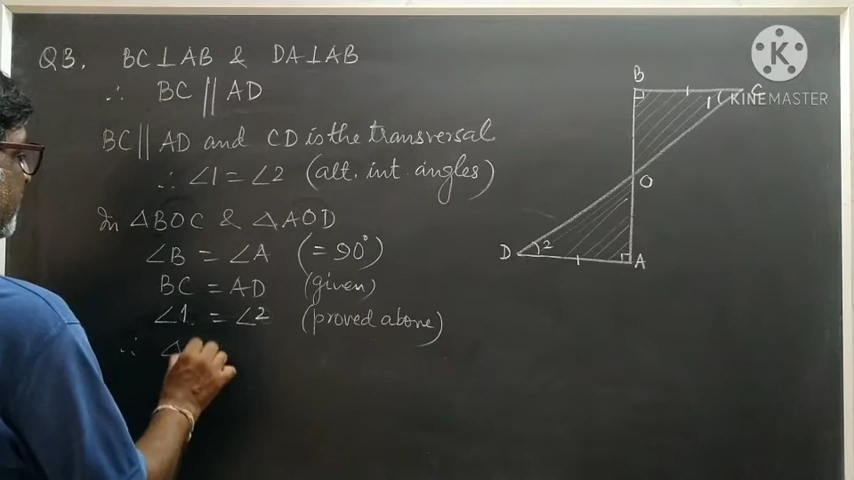 Q3. BC⊥AB & DA⊥AB
∴ BC || AD
BC || AD and CD is the transversal
∴ ∠1 = ∠2 (alt. int. angles)
In △BOC & △AOD
∠B = ∠A (= 90°)
BC = AD (given)
∠1 = ∠2 (proved above)
∴ △
B
1
C
O
D
2
A
K
KINEMASTER